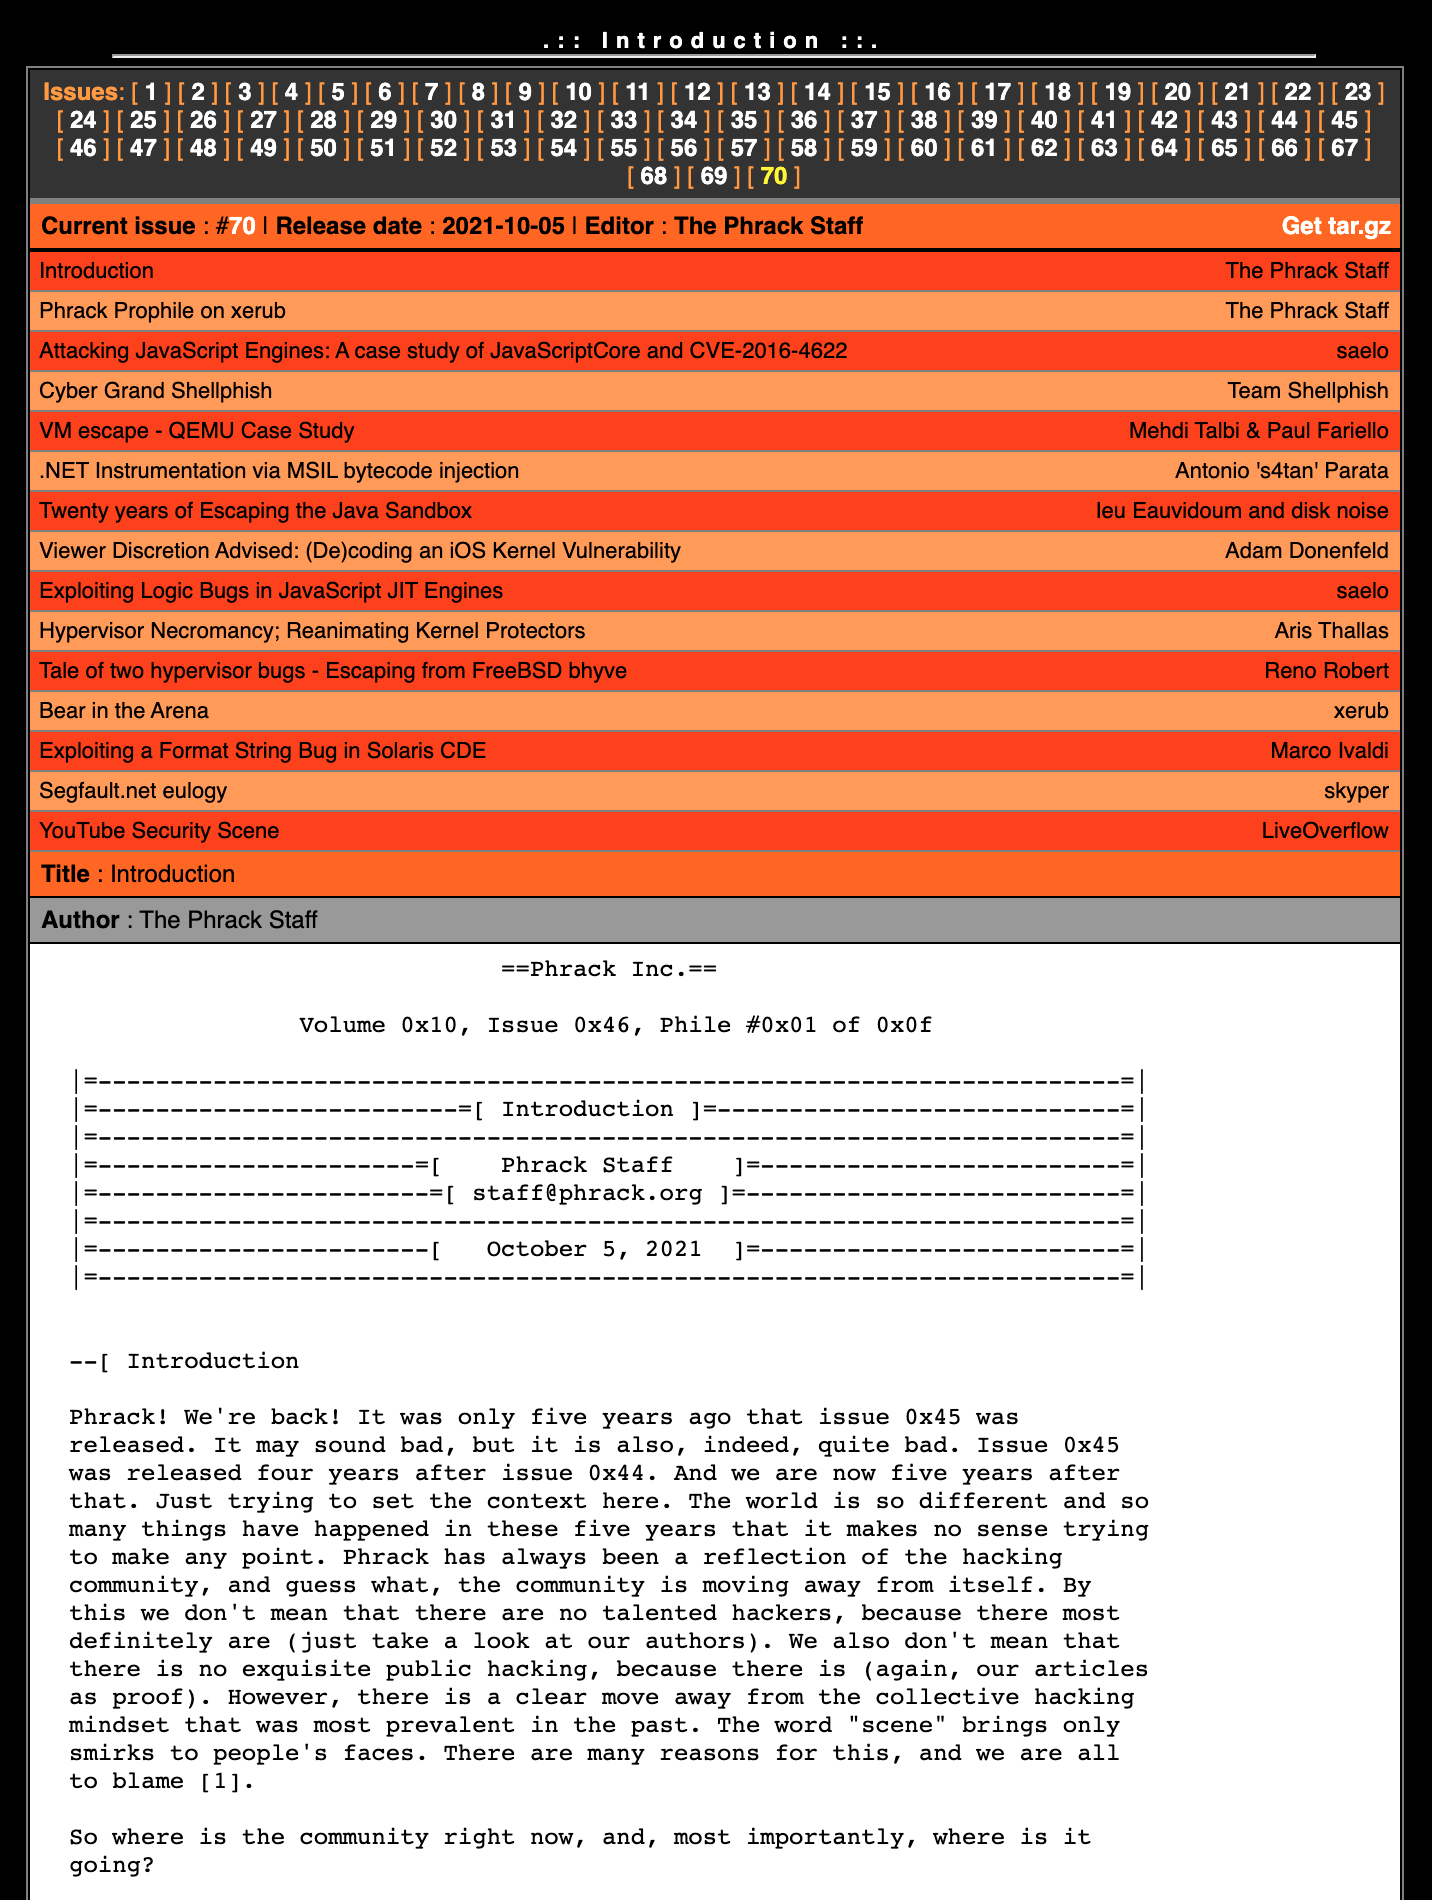 .:: Introduction ::.
Issues: [ 1 ] [ 2 ] [ 3 ] [ 4 ] [ 5 ] [ 6 ] [ 7 ] [ 8 ] [ 9 ] [ 10 ] [ 11 ] [ 12 ] [ 13 ] [ 14 ] [ 15 ] [ 16 ] [ 17 ] [ 18 ] [ 19 ] [ 20 ] [ 21 ] [ 22 ] [ 23 ]
[ 24 ] [ 25 ] [ 26 ] [ 27 ] [ 28 ] [ 29 ] [ 30 ] [ 31 ] [ 32 ] [ 33 ] [ 34 ] [ 35 ] [ 36 ] [ 37 ] [ 38 ] [ 39 ] [ 40 ] [ 41 ] [ 42 ] [ 43 ] [ 44 ] [ 45 ]
[ 46 ] [ 47 ] [ 48 ] [ 49 ] [ 50 ] [ 51 ] [ 52 ] [ 53 ] [ 54 ] [ 55 ] [ 56 ] [ 57 ] [ 58 ] [ 59 ] [ 60 ] [ 61 ] [ 62 ] [ 63 ] [ 64 ] [ 65 ] [ 66 ] [ 67 ]
[ 68 ] [ 69 ] [ 70 ]
Current issue : #70 | Release date : 2021-10-05 | Editor : The Phrack Staff Get tar.gz
Introduction The Phrack Staff
Phrack Prophile on xerub The Phrack Staff
Attacking JavaScript Engines: A case study of JavaScriptCore and CVE-2016-4622 saelo
Cyber Grand Shellphish Team Shellphish
VM escape - QEMU Case Study Mehdi Talbi & Paul Fariello
.NET Instrumentation via MSIL bytecode injection Antonio 's4tan' Parata
Twenty years of Escaping the Java Sandbox Ieu Eauvidoum and disk noise
Viewer Discretion Advised: (De)coding an iOS Kernel Vulnerability Adam Donenfeld
Exploiting Logic Bugs in JavaScript JIT Engines saelo
Hypervisor Necromancy; Reanimating Kernel Protectors Aris Thallas
Tale of two hypervisor bugs - Escaping from FreeBSD bhyve Reno Robert
Bear in the Arena xerub
Exploiting a Format String Bug in Solaris CDE Marco Ivaldi
Segfault.net eulogy skyper
YouTube Security Scene LiveOverflow
Title : Introduction
Author : The Phrack Staff
==Phrack Inc.==
Volume 0x10, Issue 0x46, Phile #0x01 of 0x0f
|=-----------------------------------------------------------------------=|
|=-------------------------=[ Introduction ]=----------------------------=|
|=-----------------------------------------------------------------------=|
|=----------------------=[    Phrack Staff    ]=-------------------------=|
|=-----------------------=[ staff@phrack.org ]=--------------------------=|
|=-----------------------------------------------------------------------=|
|=-----------------------[   October 5, 2021  ]=-------------------------=|
|=-----------------------------------------------------------------------=|
--[ Introduction
Phrack! We're back! It was only five years ago that issue 0x45 was
released. It may sound bad, but it is also, indeed, quite bad. Issue 0x45
was released four years after issue 0x44. And we are now five years after
that. Just trying to set the context here. The world is so different and so
many things have happened in these five years that it makes no sense trying
to make any point. Phrack has always been a reflection of the hacking
community, and guess what, the community is moving away from itself. By
this we don't mean that there are no talented hackers, because there most
definitely are (just take a look at our authors). We also don't mean that
there is no exquisite public hacking, because there is (again, our articles
as proof). However, there is a clear move away from the collective hacking
mindset that was most prevalent in the past. The word "scene" brings only
smirks to people's faces. There are many reasons for this, and we are all
to blame [1].
So where is the community right now, and, most importantly, where is it
going?